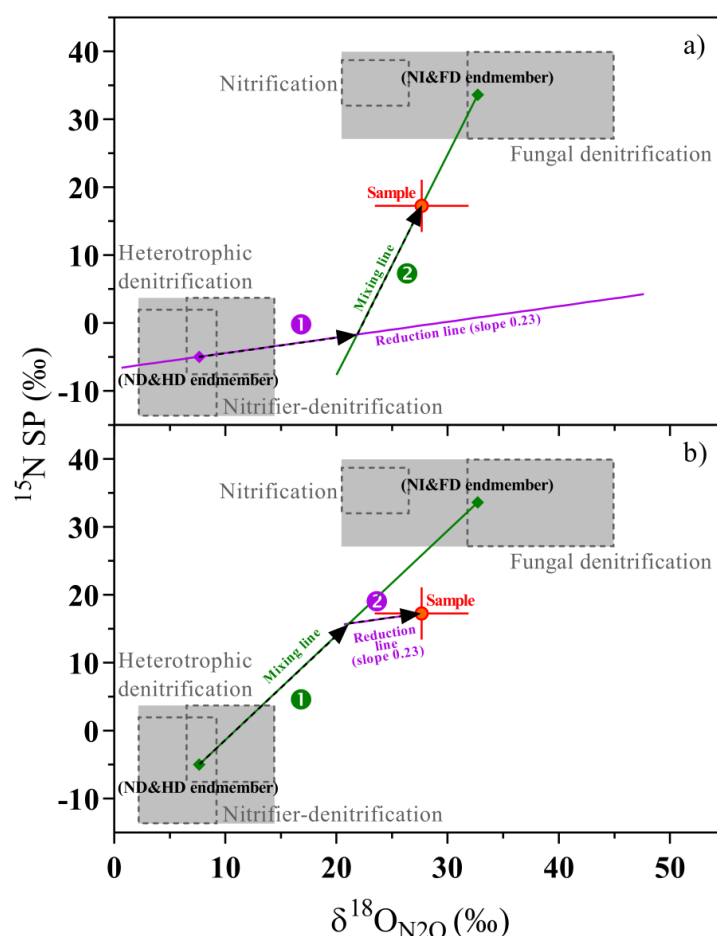 a)
Nitrification
(NI&FD endmember)
Fungal denitrification
Sample
Mixing line
2
Heterotrophic
denitrification
1
Reduction line (slope 0.23)
(ND&HD endmember)
Nitrifier-denitrification
40
30
20
10
0
-10
b)
Nitrification
(NI&FD endmember)
Fungal denitrification
2
Sample
Reduction
line
(slope 0.23)
Mixing line
1
Heterotrophic
denitrification
(ND&HD endmember)
Nitrifier-denitrification
40
30
20
10
0
-10
¹⁵N SP (‰)
0 10 20 30 40 50
δ¹⁸O_N2O (‰)